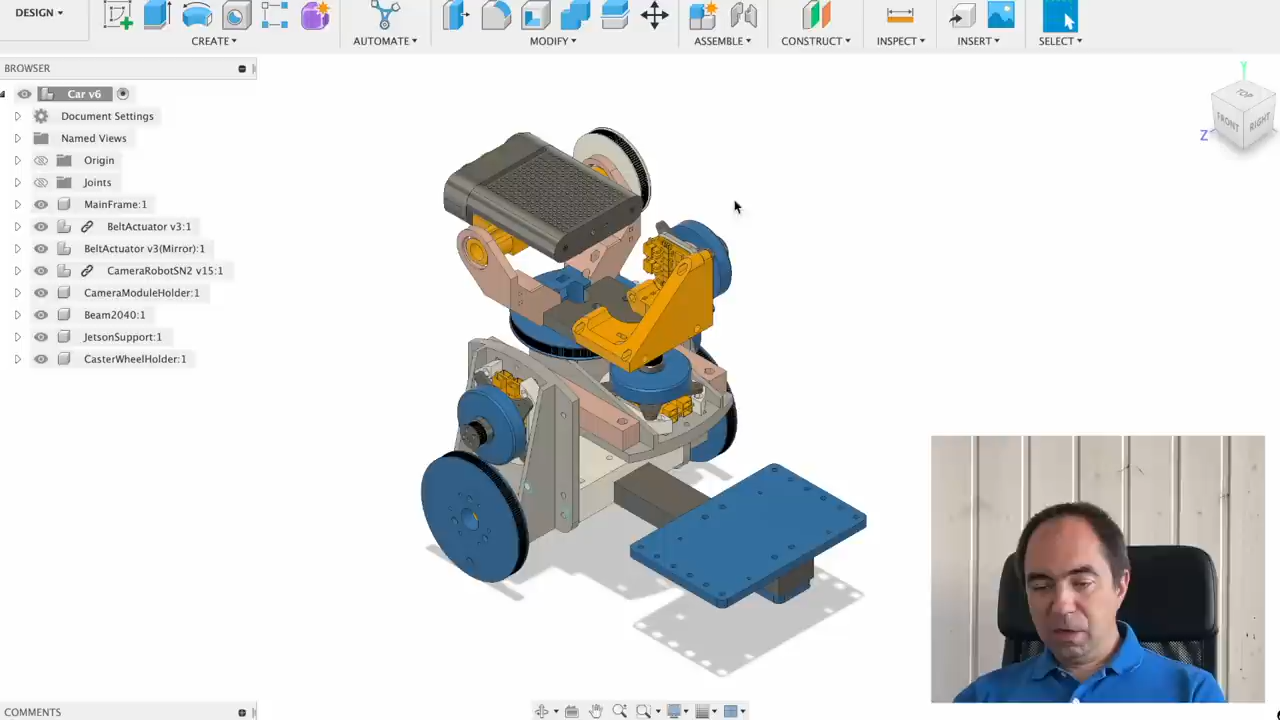 DESIGN
CREATE
AUTOMATE
MODIFY
ASSEMBLE
CONSTRUCT
INSPECT
INSERT
SELECT
BROWSER
Car v6
Document Settings
Named Views
Origin
Joints
MainFrame:1
BeltActuator v3:1
BeltActuator v3(Mirror):1
CameraRobotSN2 v15:1
CameraModuleHolder:1
Beam2040:1
JetsonSupport:1
CasterWheelHolder:1
Y
TOP
FRONT
RIGHT
Z
COMMENTS